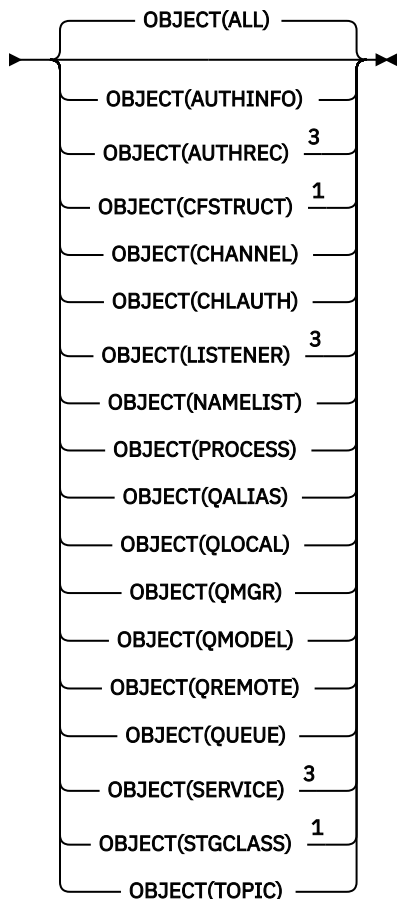 OBJECT(ALL)
OBJECT(AUTHINFO)
OBJECT(AUTHREC) 3
OBJECT(CFSTRUCT) 1
OBJECT(CHANNEL)
OBJECT(CHLAUTH)
OBJECT(LISTENER) 3
OBJECT(NAMELIST)
OBJECT(PROCESS)
OBJECT(QALIAS)
OBJECT(QLOCAL)
OBJECT(QMGR)
OBJECT(QMODEL)
OBJECT(QREMOTE)
OBJECT(QUEUE)
OBJECT(SERVICE) 3
OBJECT(STGCLASS) 1
OBJECT(TOPIC)